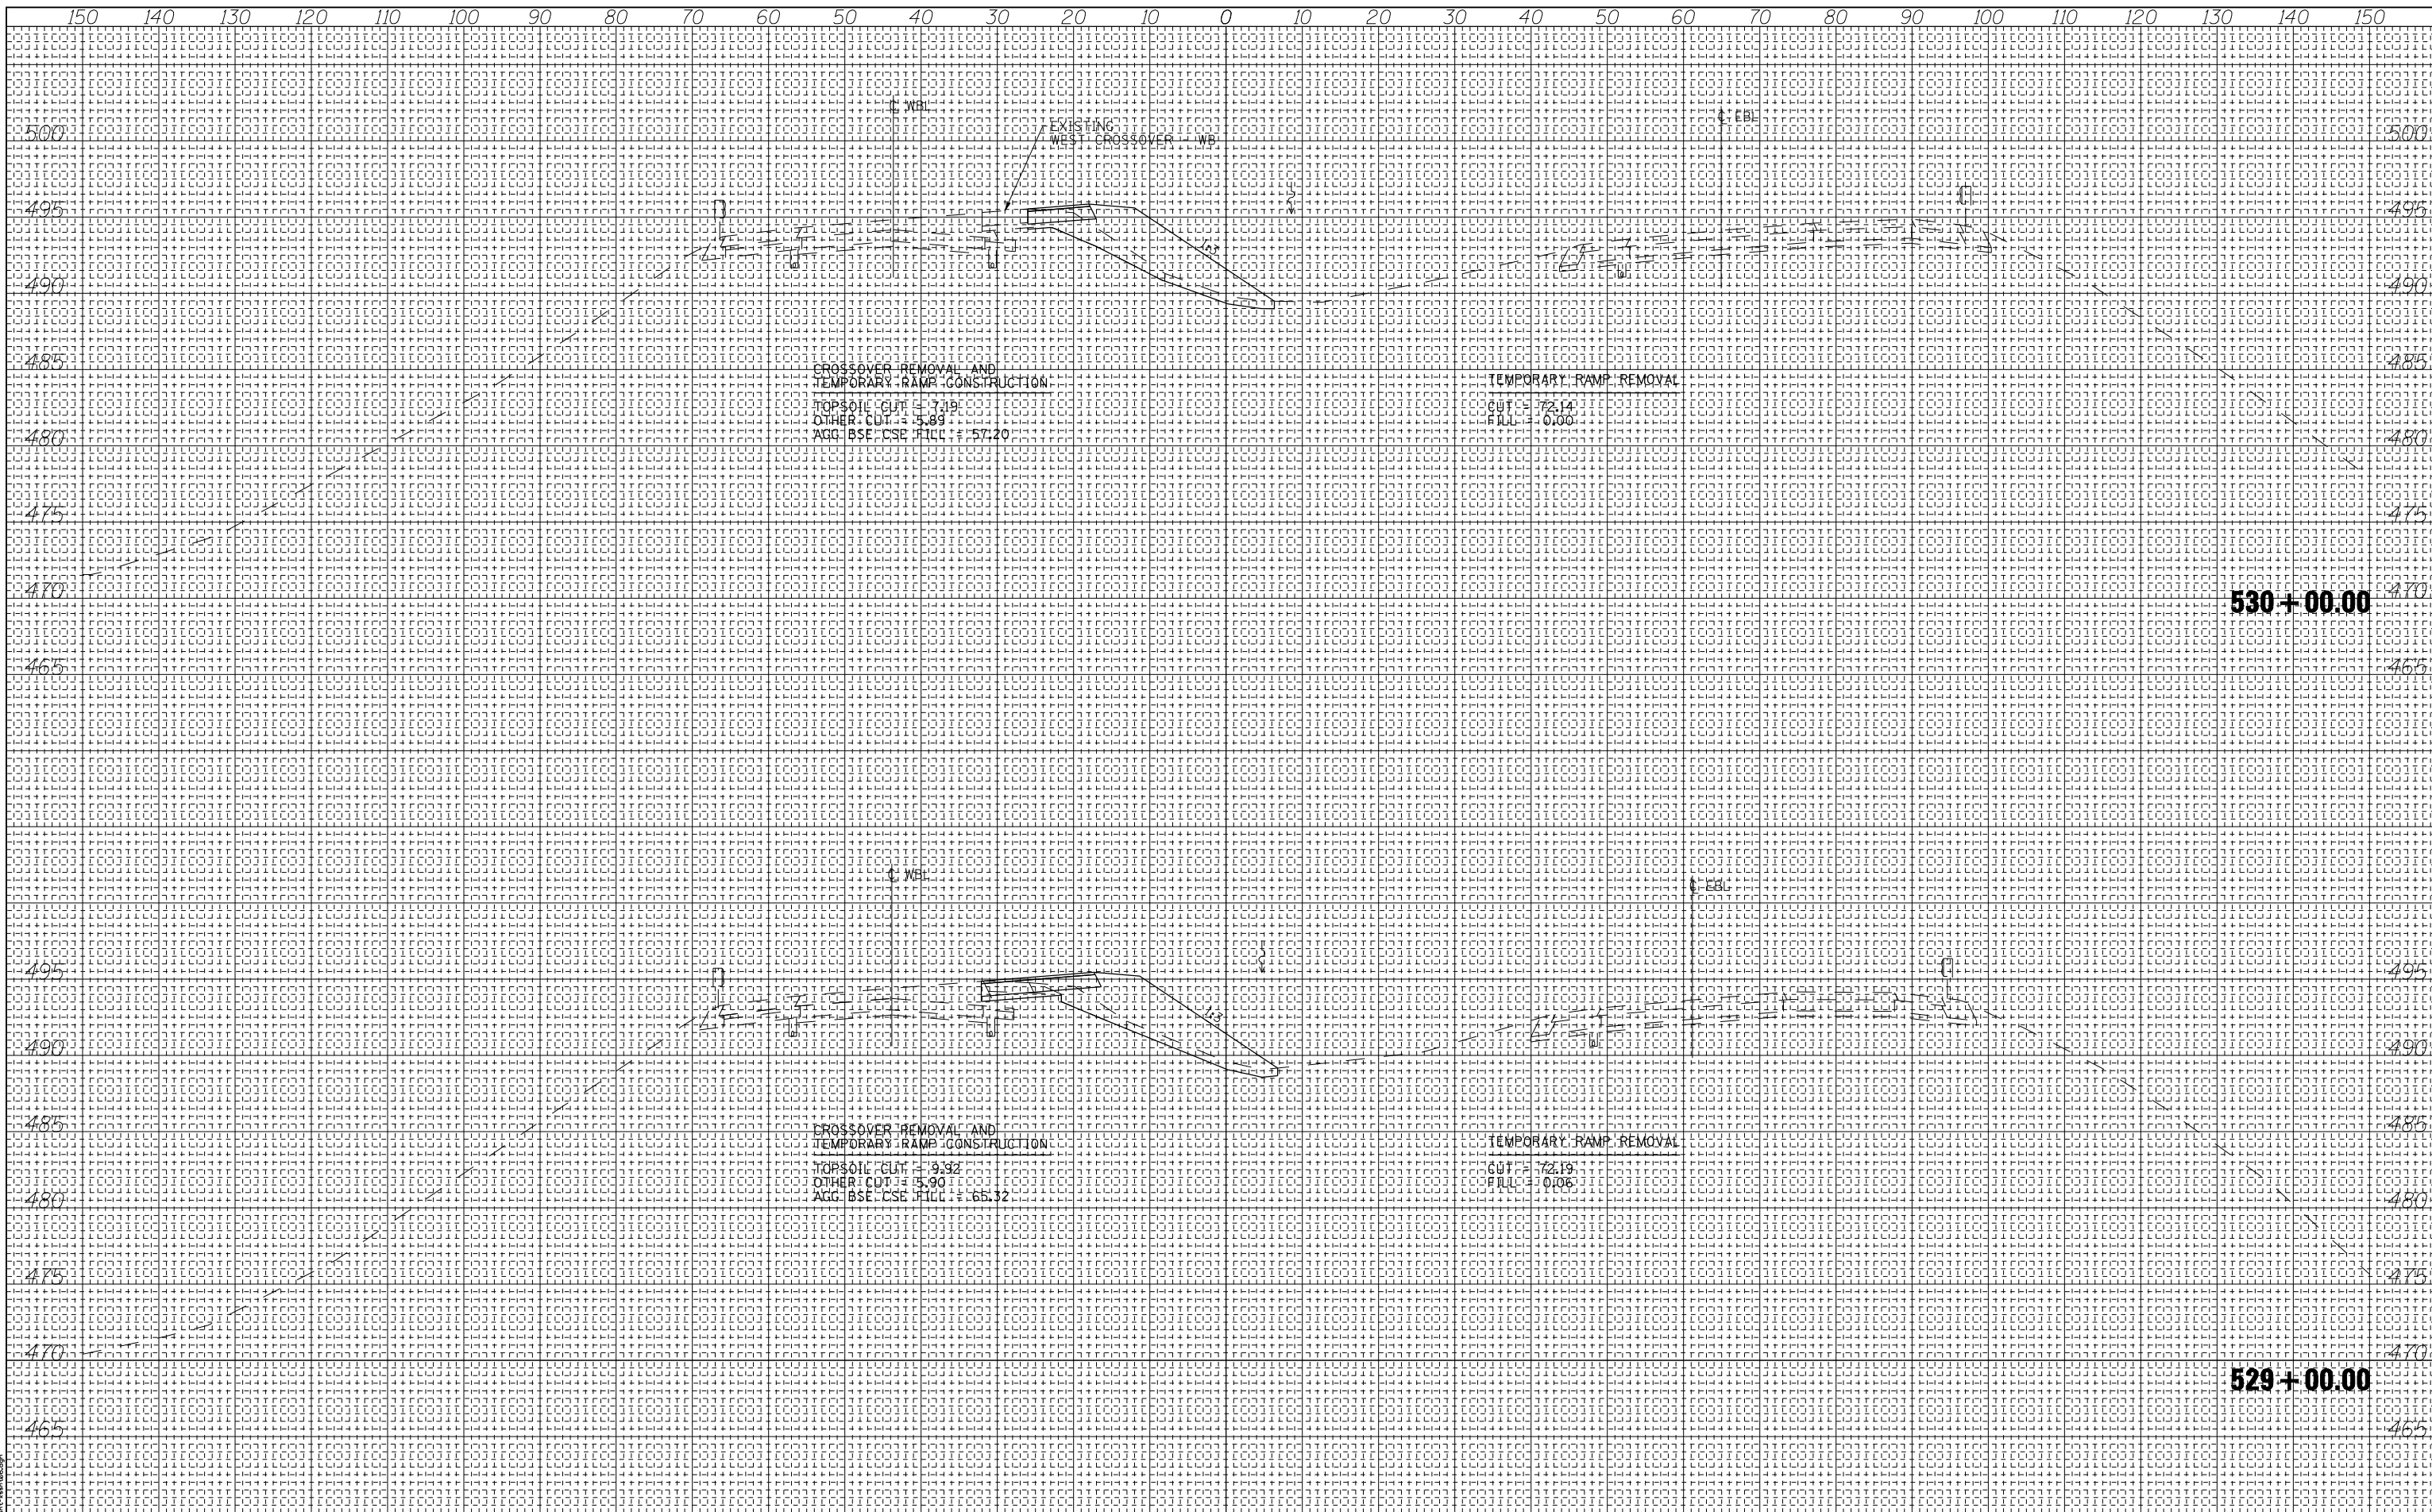 150 140 130 120 110 100 90 80 70 60 50 40 30 20 10 0 10 20 30 40 50 60 70 80 90 100 110 120 130 140 150
℄ WBL
℄ EBL
EXISTING
WEST CROSSOVER - WB
500 500
495 495
1:3
490 490
485 485
CROSSOVER REMOVAL AND
TEMPORARY RAMP CONSTRUCTION
TOPSOIL CUT = 7.19
OTHER CUT = 5.89
AGG BSE CSE FILL = 57.20
TEMPORARY RAMP REMOVAL
CUT = 72.14
FILL = 0.00
480 480
475 475
470 470
530+00.00
465 465
℄ WBL
℄ EBL
495 495
1:3
490 490
485 485
CROSSOVER REMOVAL AND
TEMPORARY RAMP CONSTRUCTION
TOPSOIL CUT = 9.92
OTHER CUT = 5.90
AGG BSE CSE FILL = 65.32
TEMPORARY RAMP REMOVAL
CUT = 72.19
FILL = 0.06
480 480
475 475
470 470
529+00.00
465 465